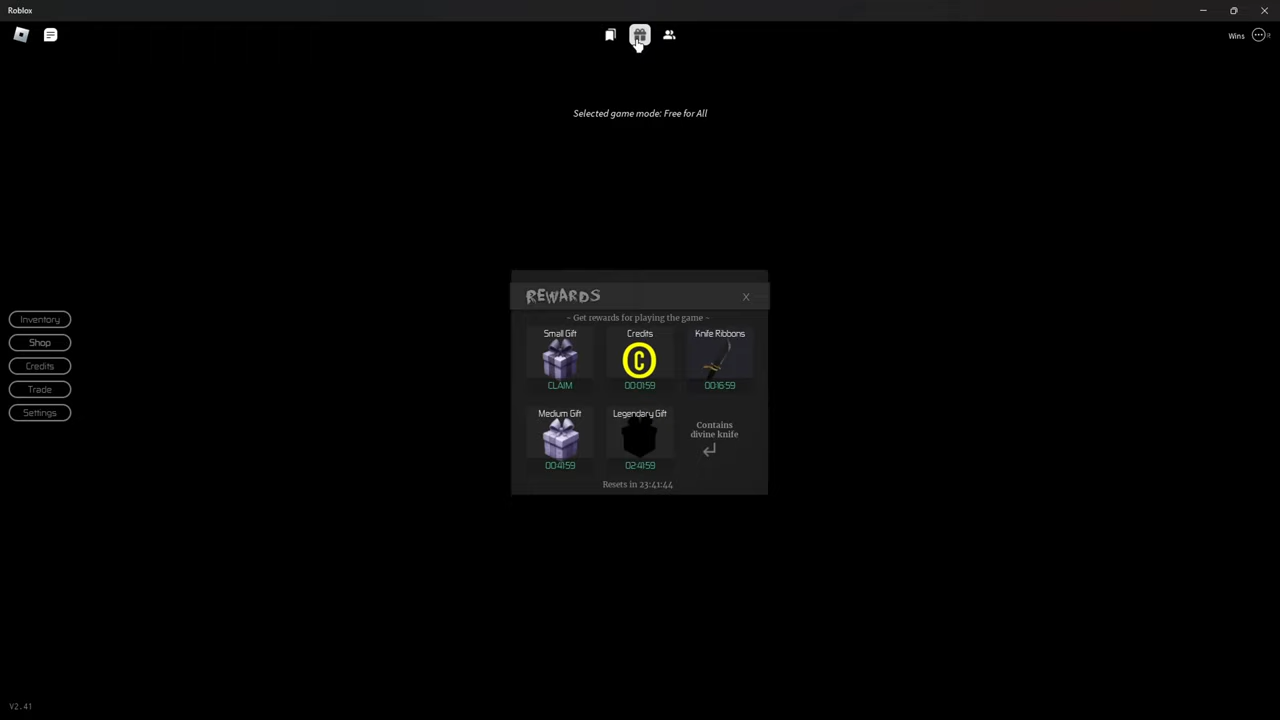 Roblox
Wins
Selected game mode: Free for All
REWARDS
X
- Get rewards for playing the game -
Small Gift
Credits
Knife Ribbons
C
CLAIM
00:01:59
00:16:59
Medium Gift
Legendary Gift
Contains
divine knife
00:41:59
02:41:59
Resets in 23:41:44
Inventory
Shop
Credits
Trade
Settings
V2.41